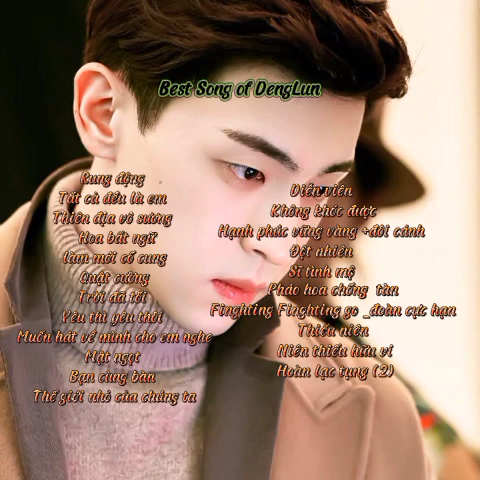 Best Song of DengLun
Rung động
Tất cả đều là em
Thiên địa vô sương
Hoa bất ngữ
Làm mới cố cung
Quật cường
Trời đã tối
Yêu thì yêu thôi
Muốn hát về mình cho em nghe
Mật ngọt
Bạn cùng bàn
Thế giới nhỏ của chúng ta
Diễn viên
Không khóc được
Hạnh phúc vững vàng +đôi cánh
Đột nhiên
Si tình mộ
Pháo hoa chóng tàn
Finghting Finghting go _đoàn cực hạn
Thiếu niên
Niên thiếu hữu vi
Hoàn lạc tụng (2)